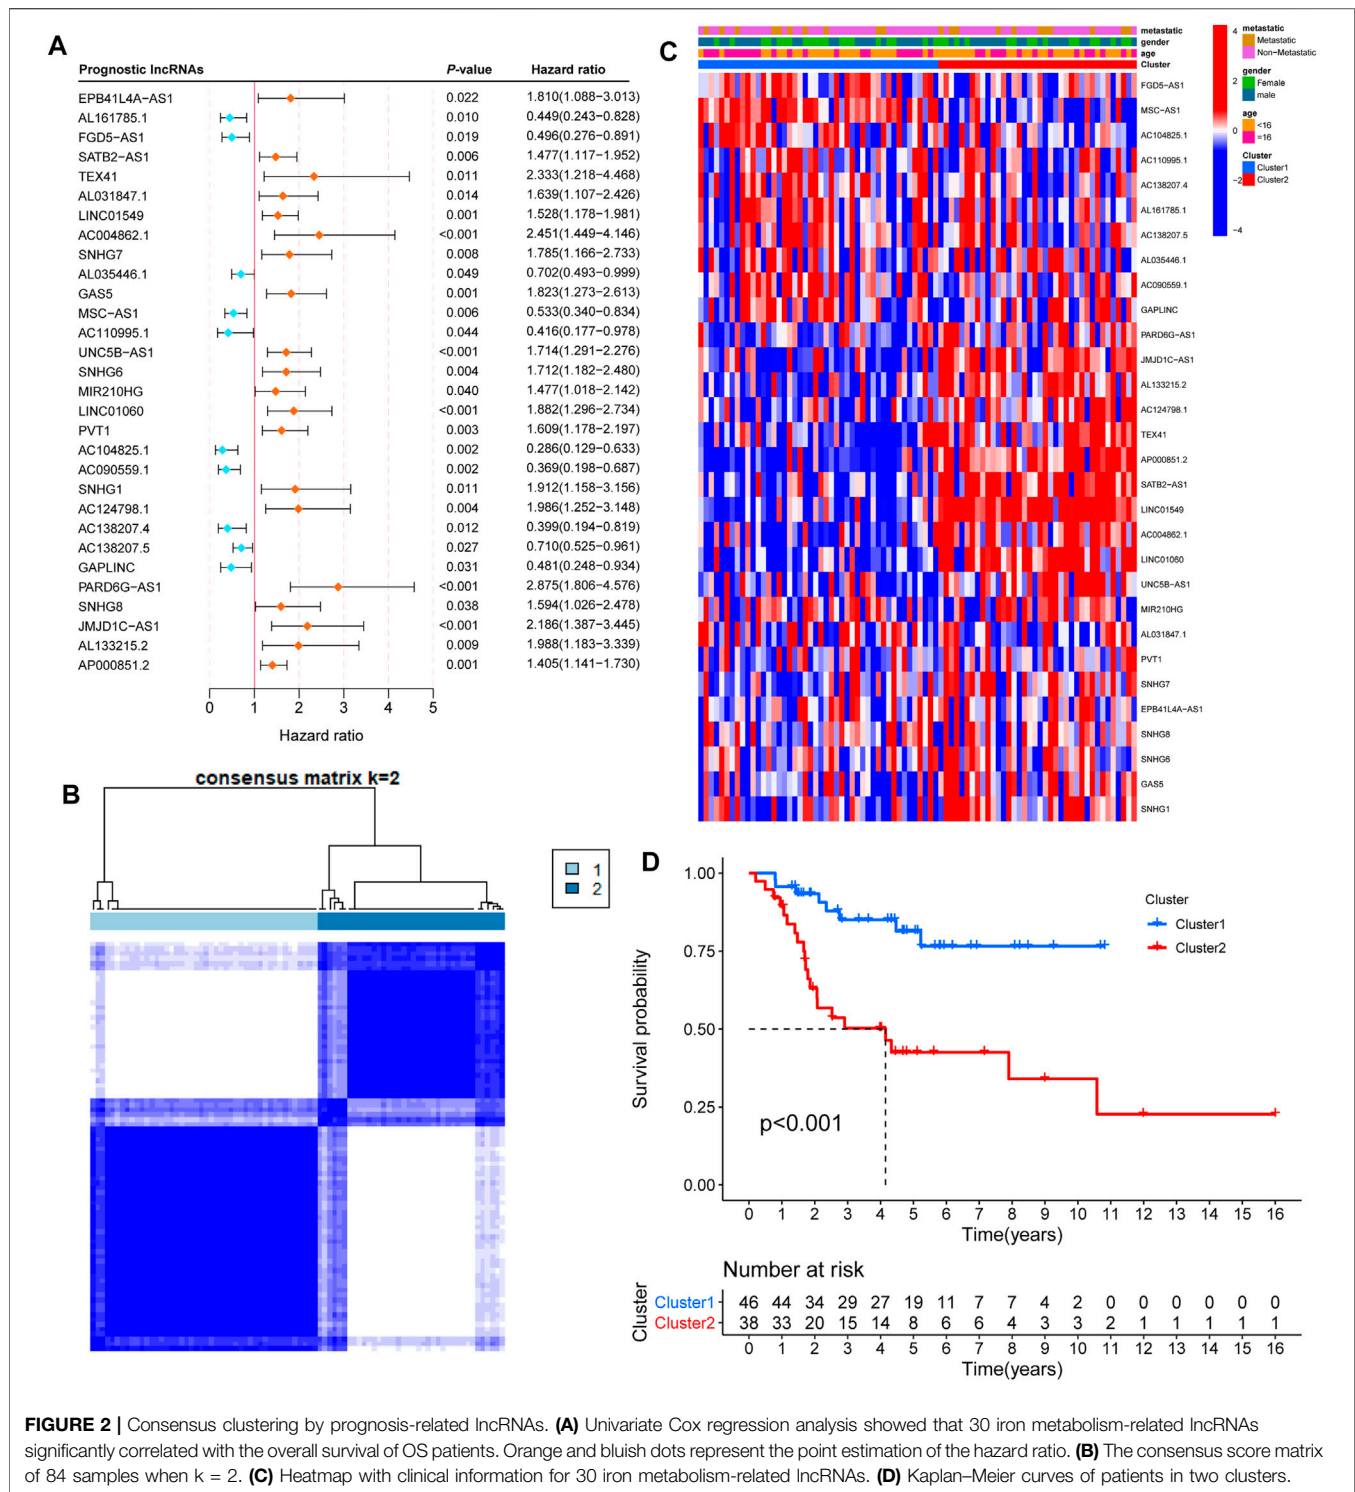 A
Prognostic lncRNAs P-value Hazard ratio
EPB41L4A−AS1 0.022 1.810(1.088−3.013)
AL161785.1 0.010 0.449(0.243−0.828)
FGD5−AS1 0.019 0.496(0.276−0.891)
SATB2−AS1 0.006 1.477(1.117−1.952)
TEX41 0.011 2.333(1.218−4.468)
AL031847.1 0.014 1.639(1.107−2.426)
LINC01549 0.001 1.528(1.178−1.981)
AC004862.1 <0.001 2.451(1.449−4.146)
SNHG7 0.008 1.785(1.166−2.733)
AL035446.1 0.049 0.702(0.493−0.999)
GAS5 0.001 1.823(1.273−2.613)
MSC−AS1 0.006 0.533(0.340−0.834)
AC110995.1 0.044 0.416(0.177−0.978)
UNC5B−AS1 <0.001 1.714(1.291−2.276)
SNHG6 0.004 1.712(1.182−2.480)
MIR210HG 0.040 1.477(1.018−2.142)
LINC01060 <0.001 1.882(1.296−2.734)
PVT1 0.003 1.609(1.178−2.197)
AC104825.1 0.002 0.286(0.129−0.633)
AC090559.1 0.002 0.369(0.198−0.687)
SNHG1 0.011 1.912(1.158−3.156)
AC124798.1 0.004 1.986(1.252−3.148)
AC138207.4 0.012 0.399(0.194−0.819)
AC138207.5 0.027 0.710(0.525−0.961)
GAPLINC 0.031 0.481(0.248−0.934)
PARD6G−AS1 <0.001 2.875(1.806−4.576)
SNHG8 0.038 1.594(1.026−2.478)
JMJD1C−AS1 <0.001 2.186(1.387−3.445)
AL133215.2 0.009 1.988(1.183−3.339)
AP000851.2 0.001 1.405(1.141−1.730)
0 1 2 3 4 5
Hazard ratio
B
consensus matrix k=2
1
2
C
metastatic
gender
age
Cluster
FGD5−AS1
MSC−AS1
AC104825.1
AC110995.1
AC138207.4
AL161785.1
AC138207.5
AL035446.1
AC090559.1
GAPLINC
PARD6G−AS1
JMJD1C−AS1
AL133215.2
AC124798.1
TEX41
AP000851.2
SATB2−AS1
LINC01549
AC004862.1
LINC01060
UNC5B−AS1
MIR210HG
AL031847.1
PVT1
SNHG7
EPB41L4A−AS1
SNHG8
SNHG6
GAS5
SNHG1
4
2
0
−2
−4
metastatic
Metastatic
Non−Metastatic
gender
Female
male
age
<16
=16
Cluster
Cluster1
Cluster2
D
Survival probability
1.00
0.75
0.50
0.25
0.00
p<0.001
Cluster
Cluster1
Cluster2
0 1 2 3 4 5 6 7 8 9 10 11 12 13 14 15 16
Time(years)
Number at risk
Cluster
Cluster1 46 44 34 29 27 19 11 7 7 4 2 0 0 0 0 0 0
Cluster2 38 33 20 15 14 8 6 6 4 3 3 2 1 1 1 1 1
0 1 2 3 4 5 6 7 8 9 10 11 12 13 14 15 16
Time(years)
FIGURE 2 | Consensus clustering by prognosis-related lncRNAs. (A) Univariate Cox regression analysis showed that 30 iron metabolism-related lncRNAs
significantly correlated with the overall survival of OS patients. Orange and bluish dots represent the point estimation of the hazard ratio. (B) The consensus score matrix
of 84 samples when k = 2. (C) Heatmap with clinical information for 30 iron metabolism-related lncRNAs. (D) Kaplan–Meier curves of patients in two clusters.